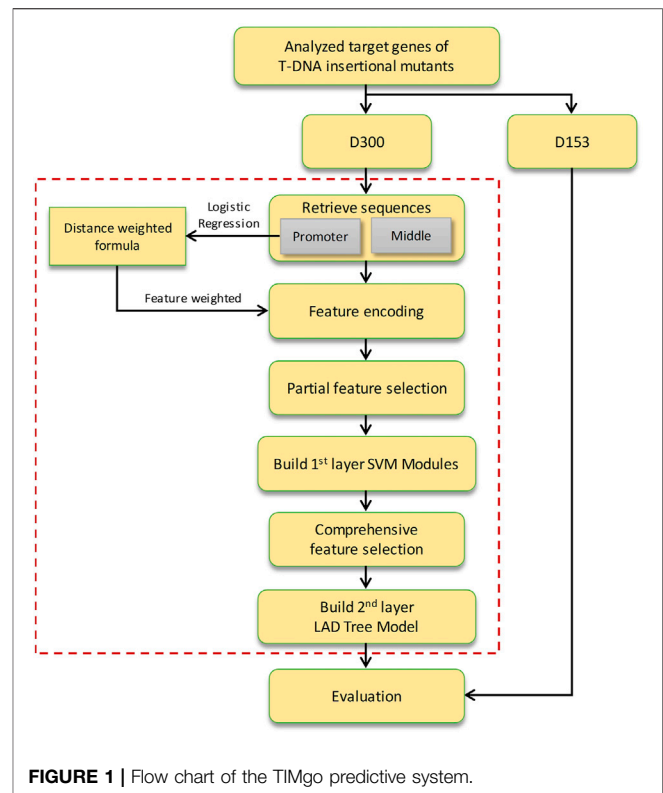 Analyzed target genes of
T-DNA insertional mutants
D300
D153
Retrieve sequences
Promoter
Middle
Logistic
Regression
Distance weighted
formula
Feature weighted
Feature encoding
Partial feature selection
Build 1st layer SVM Modules
Comprehensive
feature selection
Build 2nd layer
LAD Tree Model
Evaluation
FIGURE 1 | Flow chart of the TIMgo predictive system.